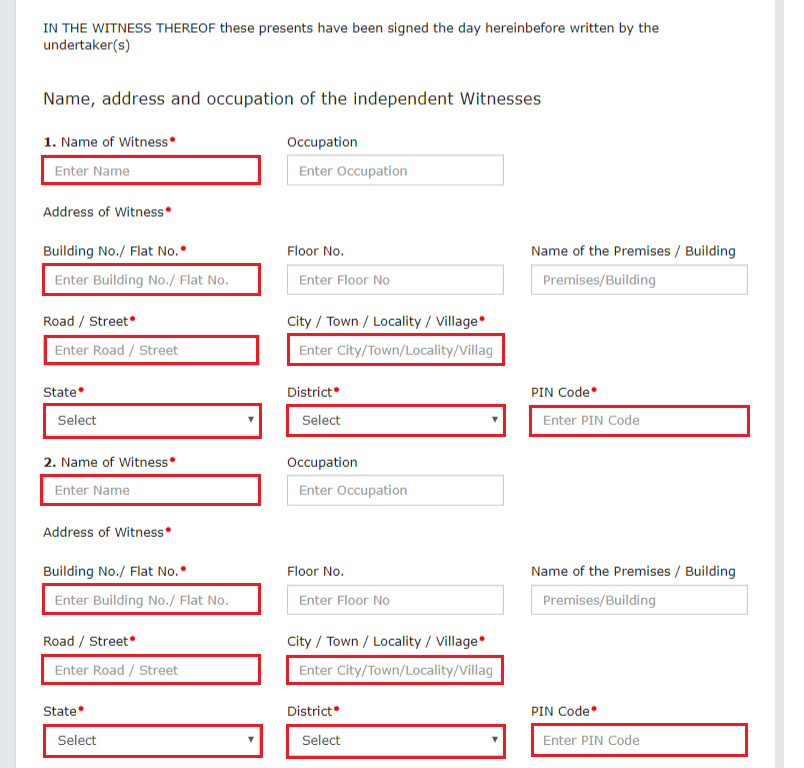 IN THE WITNESS THEREOF these presents have been signed the day hereinbefore written by the
undertaker(s)
Name, address and occupation of the independent Witnesses
1. Name of Witness• Occupation
Enter Name Enter Occupation
Address of Witness•
Building No./ Flat No.• Floor No. Name of the Premises / Building
Enter Building No./ Flat No. Enter Floor No Premises/Building
Road / Street• City / Town / Locality / Village•
Enter Road / Street Enter City/Town/Locality/Villag
State• District• PIN Code•
Select Select Enter PIN Code
2. Name of Witness• Occupation
Enter Name Enter Occupation
Address of Witness•
Building No./ Flat No.• Floor No. Name of the Premises / Building
Enter Building No./ Flat No. Enter Floor No Premises/Building
Road / Street• City / Town / Locality / Village•
Enter Road / Street Enter City/Town/Locality/Villag
State• District• PIN Code•
Select Select Enter PIN Code